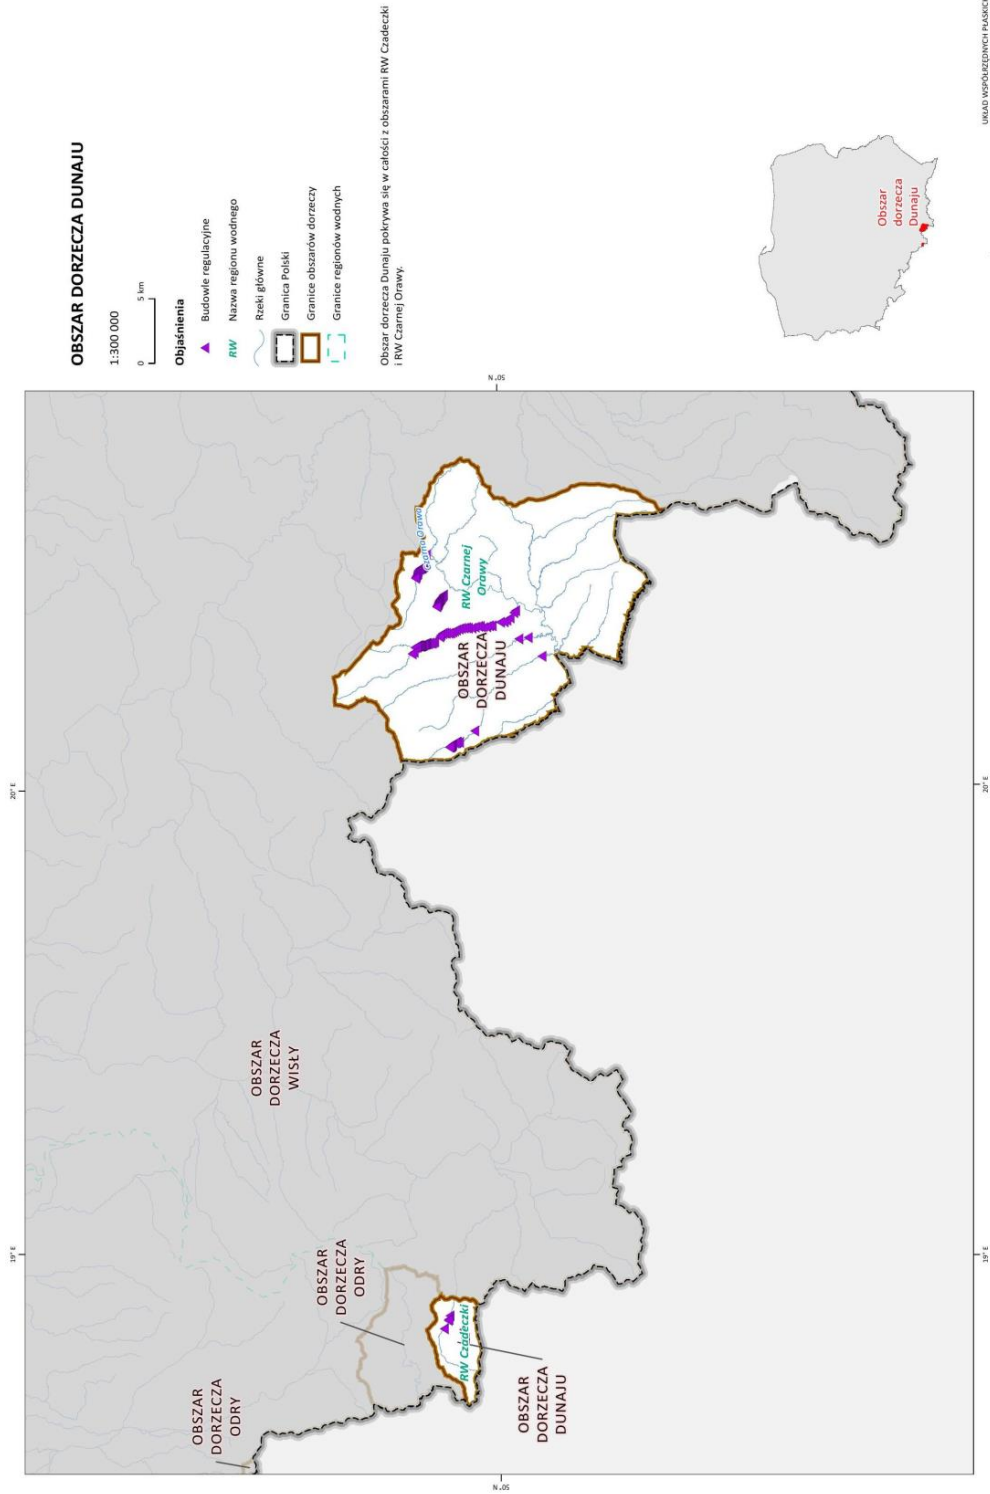 OBSZAR DORZECZA DUNAJU
1:300 000
0 5 km
Objaśnienia
Budowle regulacyjne
RW Nazwa regionu wodnego
Rzeki główne
Granica Polski
Granice obszarów dorzeczy
Granice regionów wodnych
Obszar dorzecza Dunaju pokrywa się w całości z obszarami RW Czadeczki
i RW Czarnej Orawy.
Obszar
dorzecza
Dunaju
UKŁAD WSPÓŁRZĘDNYCH PŁASKICH
19° E
20° E
50° N
OBSZAR
DORZECZA
ODRY
OBSZAR
DORZECZA
ODRY
OBSZAR
DORZECZA
WISŁY
RW Czadeczki
OBSZAR
DORZECZA
DUNAJU
OBSZAR
DORZECZA
DUNAJU
RW Czarnej
Orawy
Czarna Orawa
50° N
19° E
20° E